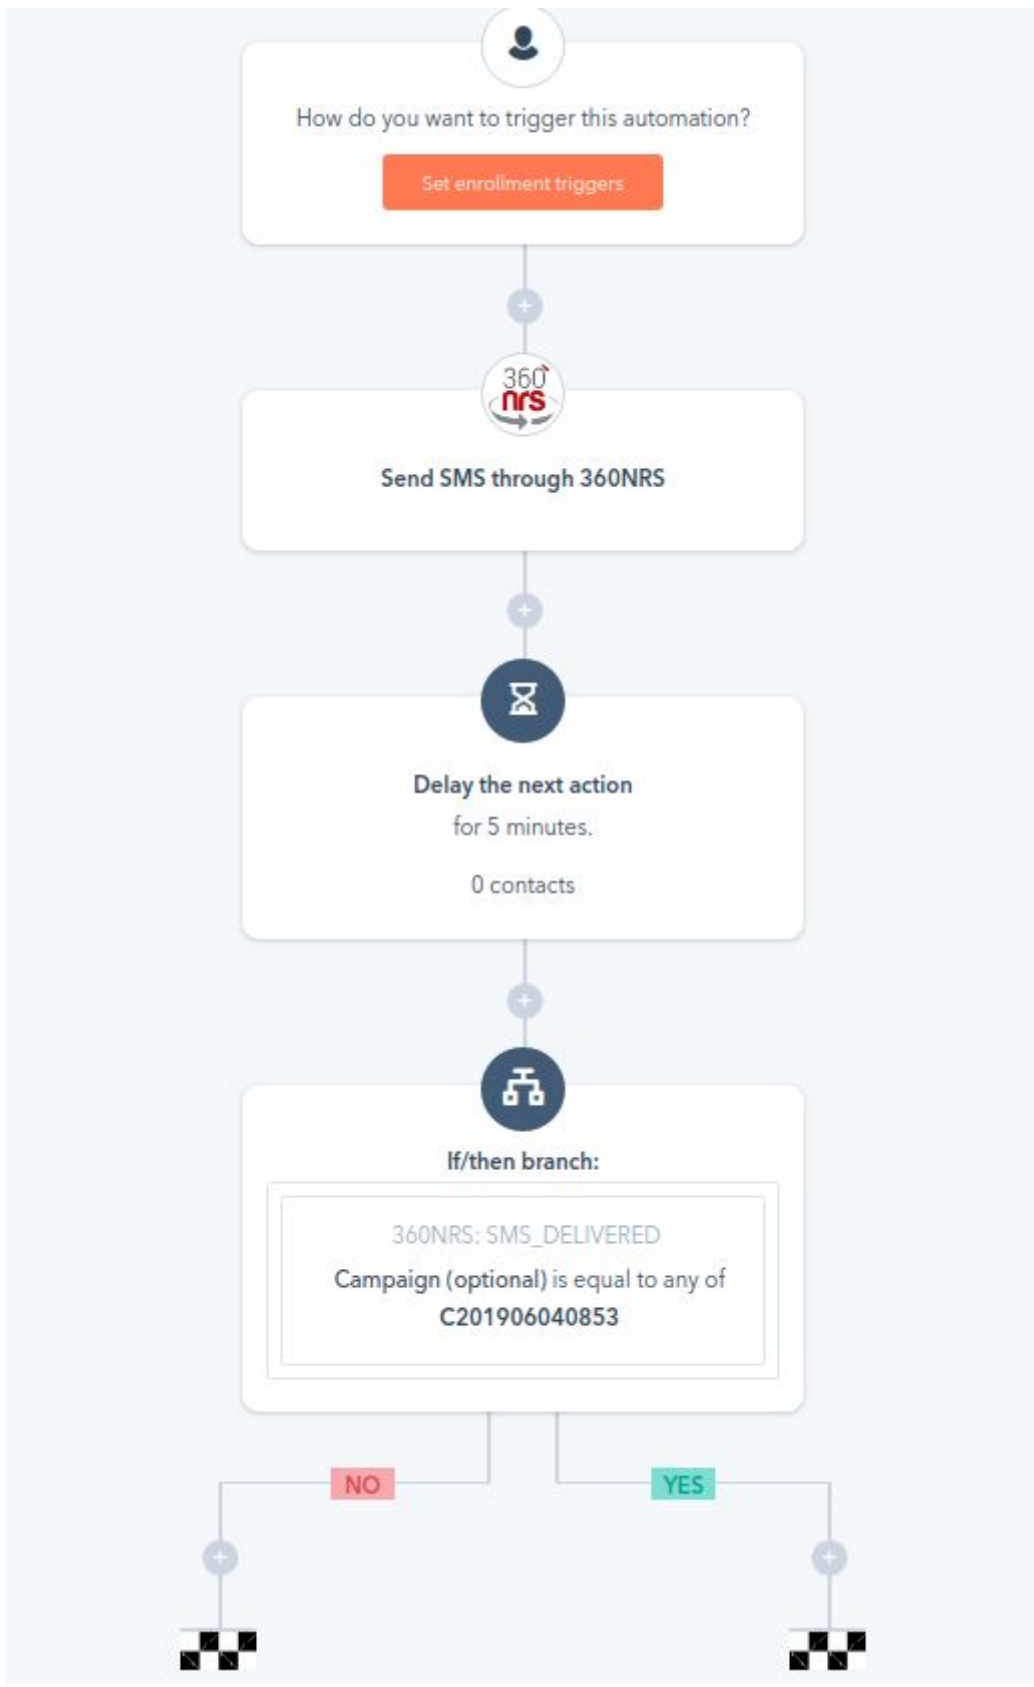 How do you want to trigger this automation?
Set enrollment triggers
360
nrs
Send SMS through 360NRS
Delay the next action
for 5 minutes.
0 contacts
If/then branch:
360NRS: SMS_DELIVERED
Campaign (optional) is equal to any of
C201906040853
NO
YES